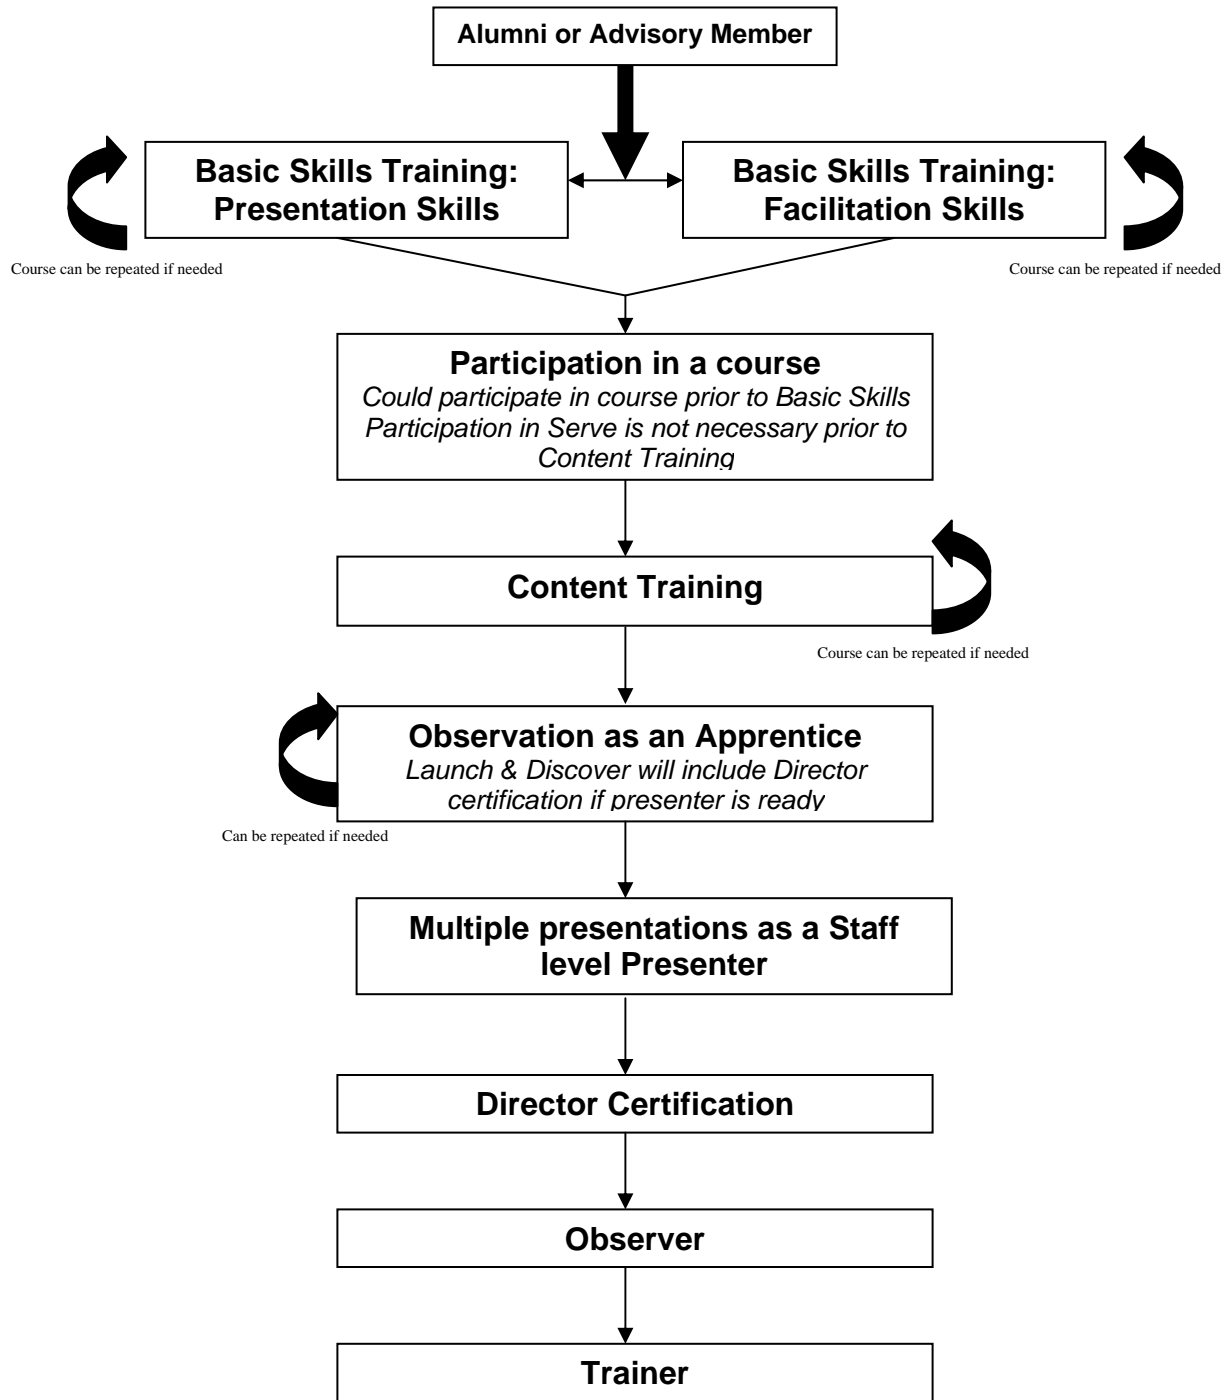 Alumni or Advisory Member
Basic Skills Training:
Presentation Skills
Basic Skills Training:
Facilitation Skills
Course can be repeated if needed
Course can be repeated if needed
Participation in a course
Could participate in course prior to Basic Skills
Participation in Serve is not necessary prior to
Content Training
Content Training
Course can be repeated if needed
Observation as an Apprentice
Launch & Discover will include Director
certification if presenter is ready
Can be repeated if needed
Multiple presentations as a Staff
level Presenter
Director Certification
Observer
Trainer